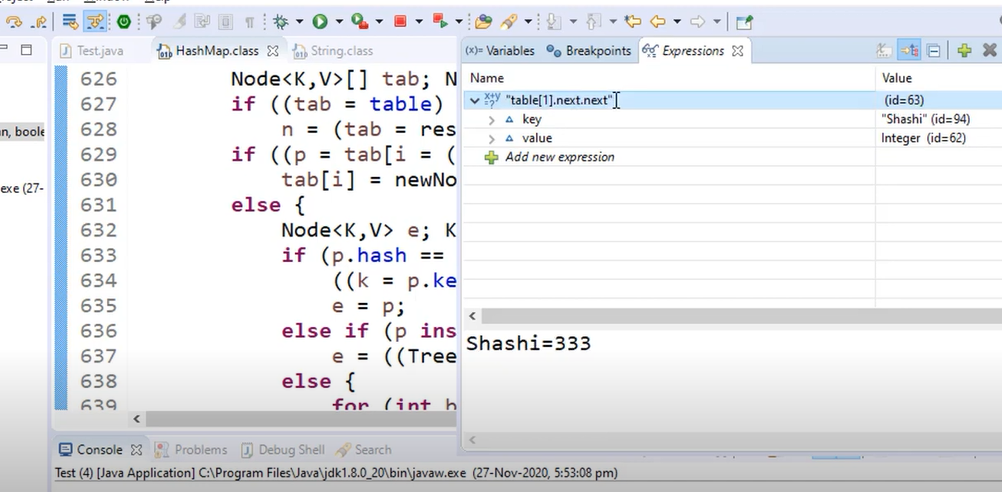 Test.java HashMap.class String.class
(x)= Variables Breakpoints Expressions
an, boole
exe (27-
626 Node<K,V>[] tab; N
627 if ((tab = table)
628 n = (tab = res
629 if ((p = tab[i = (
630 tab[i] = newNo
631 else {
632 Node<K,V> e; K
633 if (p.hash ==
634 ((k = p.ke
635 e = p;
636 else if (p ins
637 e = ((Tree
638 else {
639 for (int b
Name Value
"table[1].next.next" (id=63)
key "Shashi" (id=94)
value Integer (id=62)
Add new expression
Shashi=333
Console Problems Debug Shell Search
Test (4) [Java Application] C:\Program Files\Java\jdk1.8.0_20\bin\javaw.exe (27-Nov-2020, 5:53:08 pm)